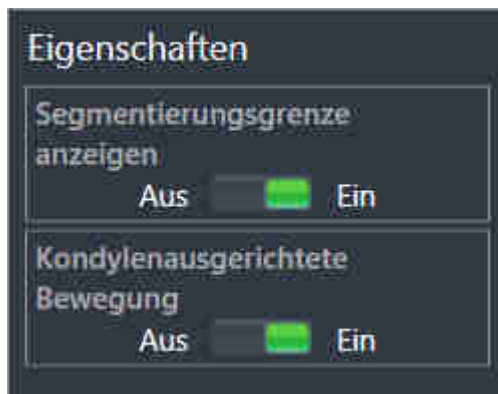 Eigenschaften
Segmentierungsgrenze
anzeigen
Aus Ein
Kondylenausgerichtete
Bewegung
Aus Ein